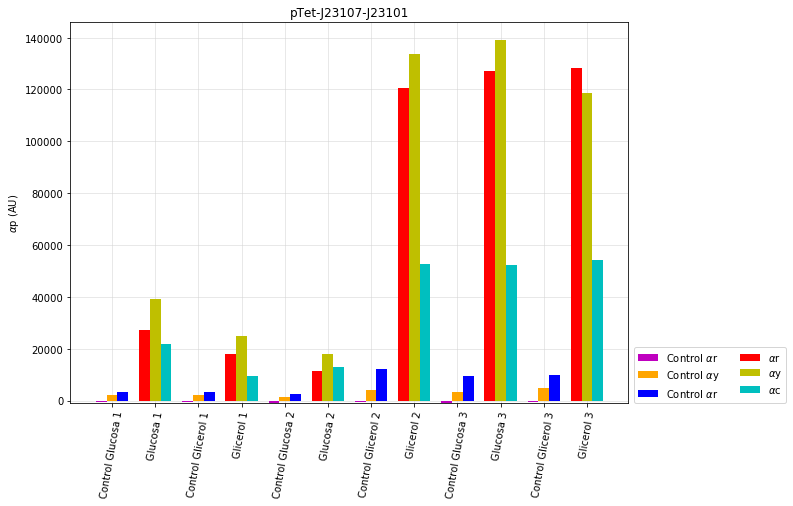 pTet-J23107-J23101
αp (AU)
140000
120000
100000
80000
60000
40000
20000
0
Control Glucosa 1
Glucosa 1
Control Glicerol 1
Glicerol 1
Control Glucosa 2
Glucosa 2
Control Glicerol 2
Glicerol 2
Control Glucosa 3
Glucosa 3
Control Glicerol 3
Glicerol 3
Control αr
Control αy
Control αr
αr
αy
αc